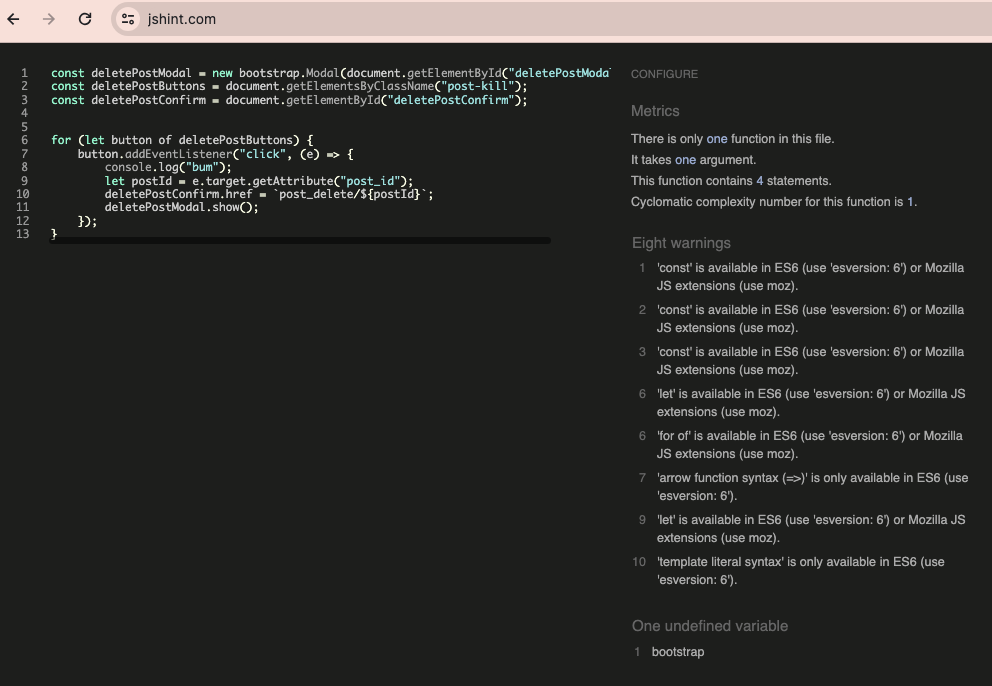 jshint.com
1 const deletePostModal = new bootstrap.Modal(document.getElementById("deletePostModa
2 const deletePostButtons = document.getElementsByClassName("post-kill");
3 const deletePostConfirm = document.getElementById("deletePostConfirm");
4
5
6 for (let button of deletePostButtons) {
7     button.addEventListener("click", (e) => {
8         console.log("bum");
9         let postId = e.target.getAttribute("post_id");
10         deletePostConfirm.href = `post_delete/${postId}`;
11         deletePostModal.show();
12     });
13 }
CONFIGURE
Metrics
There is only one function in this file.
It takes one argument.
This function contains 4 statements.
Cyclomatic complexity number for this function is 1.
Eight warnings
1 'const' is available in ES6 (use 'esversion: 6') or Mozilla
JS extensions (use moz).
2 'const' is available in ES6 (use 'esversion: 6') or Mozilla
JS extensions (use moz).
3 'const' is available in ES6 (use 'esversion: 6') or Mozilla
JS extensions (use moz).
6 'let' is available in ES6 (use 'esversion: 6') or Mozilla JS
extensions (use moz).
6 'for of' is available in ES6 (use 'esversion: 6') or Mozilla
JS extensions (use moz).
7 'arrow function syntax (=>)' is only available in ES6 (use
'esversion: 6').
9 'let' is available in ES6 (use 'esversion: 6') or Mozilla JS
extensions (use moz).
10 'template literal syntax' is only available in ES6 (use
'esversion: 6').
One undefined variable
1 bootstrap